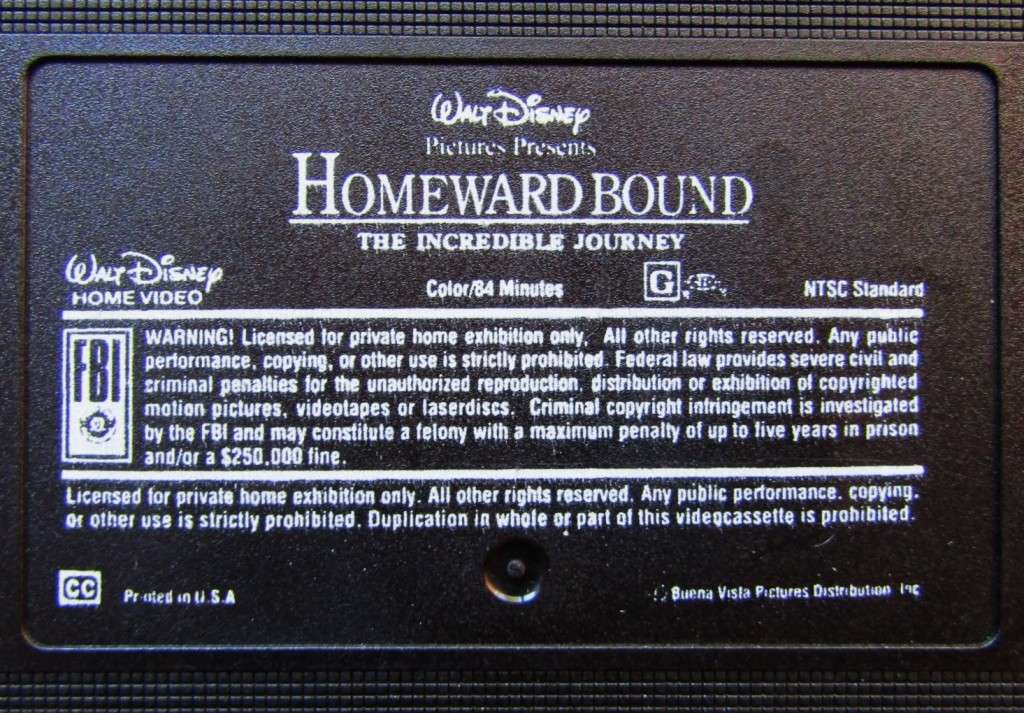 Walt Disney
Pictures Presents
HOMEWARD BOUND
THE INCREDIBLE JOURNEY
Walt Disney
HOME VIDEO
Color/84 Minutes
G
NTSC Standard
FBI
WARNING! Licensed for private home exhibition only. All other rights reserved. Any public
performance, copying, or other use is strictly prohibited. Federal law provides severe civil and
criminal penalties for the unauthorized reproduction, distribution or exhibition of copyrighted
motion pictures, videotapes or laserdiscs. Criminal copyright infringement is investigated
by the FBI and may constitute a felony with a maximum penalty of up to five years in prison
and/or a $250,000 fine.
Licensed for private home exhibition only. All other rights reserved. Any public performance, copying,
or other use is strictly prohibited. Duplication in whole or part of this videocassette is prohibited.
CC
Printed in U.S.A
Buena Vista Pictures Distribution Inc